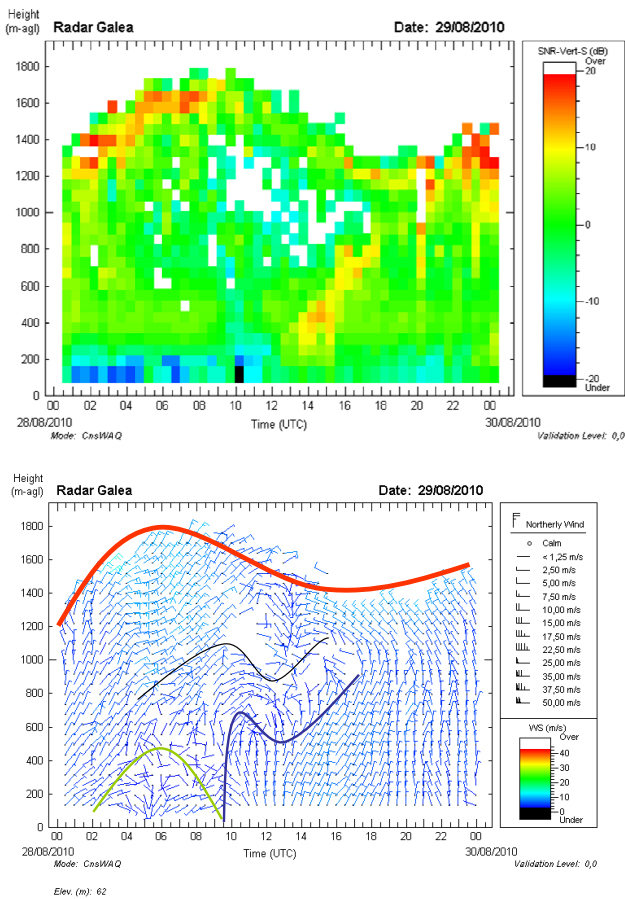 Height
(m-agl)
Radar Galea
Date: 29/08/2010
1800
1600
1400
1200
1000
800
600
400
200
0
00 02 04 06 08 10 12 14 16 18 20 22 00
28/08/2010
Time (UTC)
30/08/2010
Mode: CnsWAQ
Validation Level: 0,0
SNR-Vert-S (dB)
Over
20
10
0
-10
-20
Under
Height
(m-agl)
Radar Galea
Date: 29/08/2010
1800
1600
1400
1200
1000
800
600
400
200
0
00 02 04 06 08 10 12 14 16 18 20 22 00
28/08/2010
Time (UTC)
30/08/2010
Mode: CnsWAQ
Validation Level: 0,0
Elev. (m): 62
Northerly Wind
Calm
< 1,25 m/s
2,50 m/s
5,00 m/s
7,50 m/s
10,00 m/s
15,00 m/s
17,50 m/s
22,50 m/s
25,00 m/s
35,00 m/s
37,50 m/s
50,00 m/s
WS (m/s)
Over
40
30
20
10
0
Under